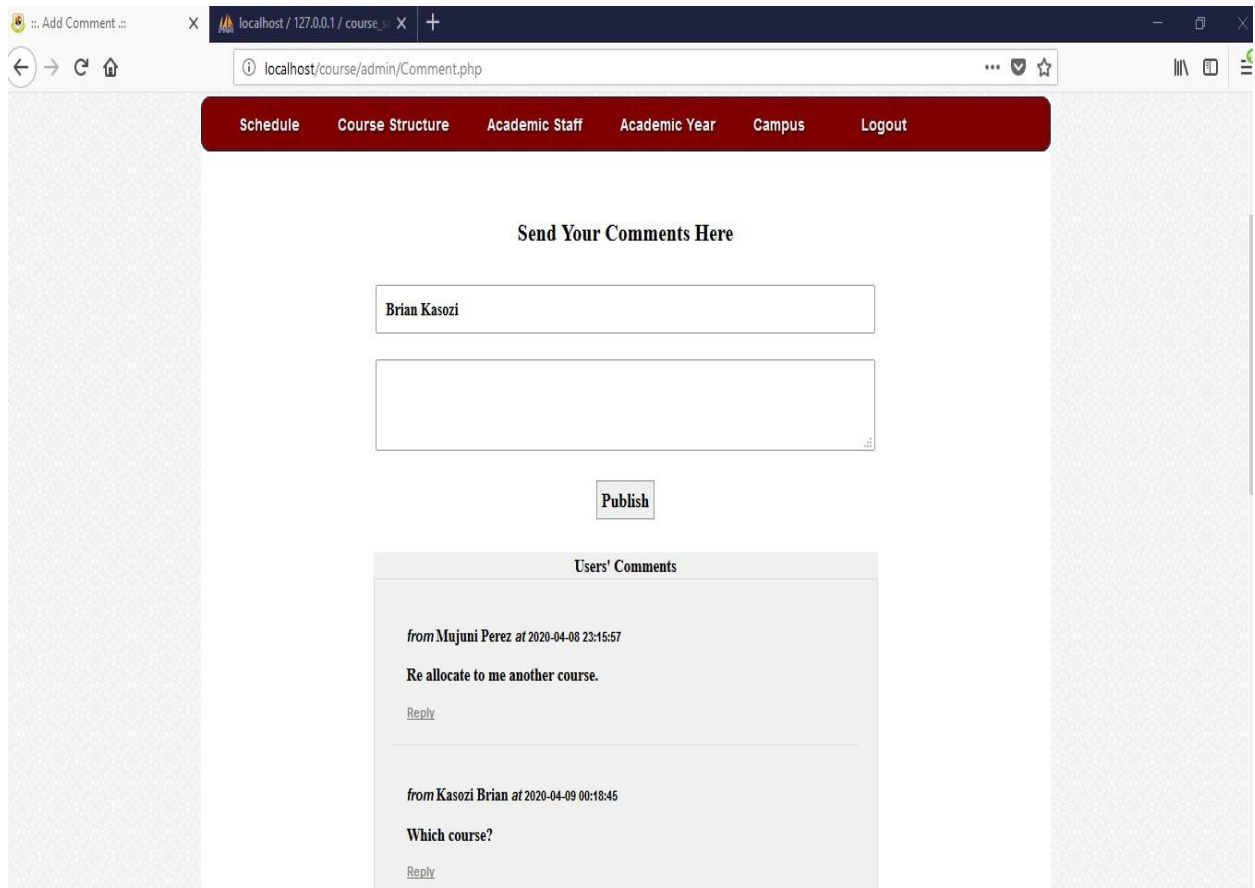 ::. Add Comment .::
localhost / 127.0.0.1 / course_sc
localhost/course/admin/Comment.php
Schedule Course Structure Academic Staff Academic Year Campus Logout
Send Your Comments Here
Brian Kasozi
Publish
Users' Comments
from Mujuni Perez at 2020-04-08 23:15:57
Re allocate to me another course.
Reply
from Kasozi Brian at 2020-04-09 00:18:45
Which course?
Reply